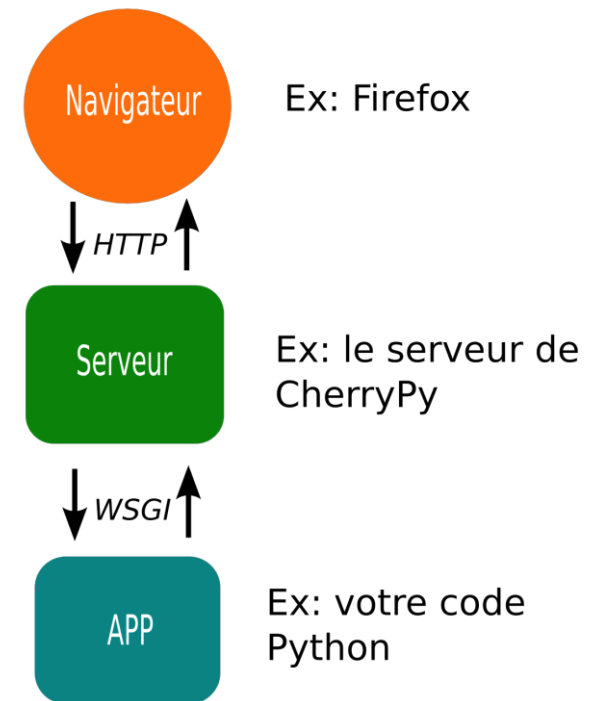 Navigateur
Ex: Firefox
HTTP
Serveur
Ex: le serveur de
CherryPy
WSGI
APP
Ex: votre code
Python